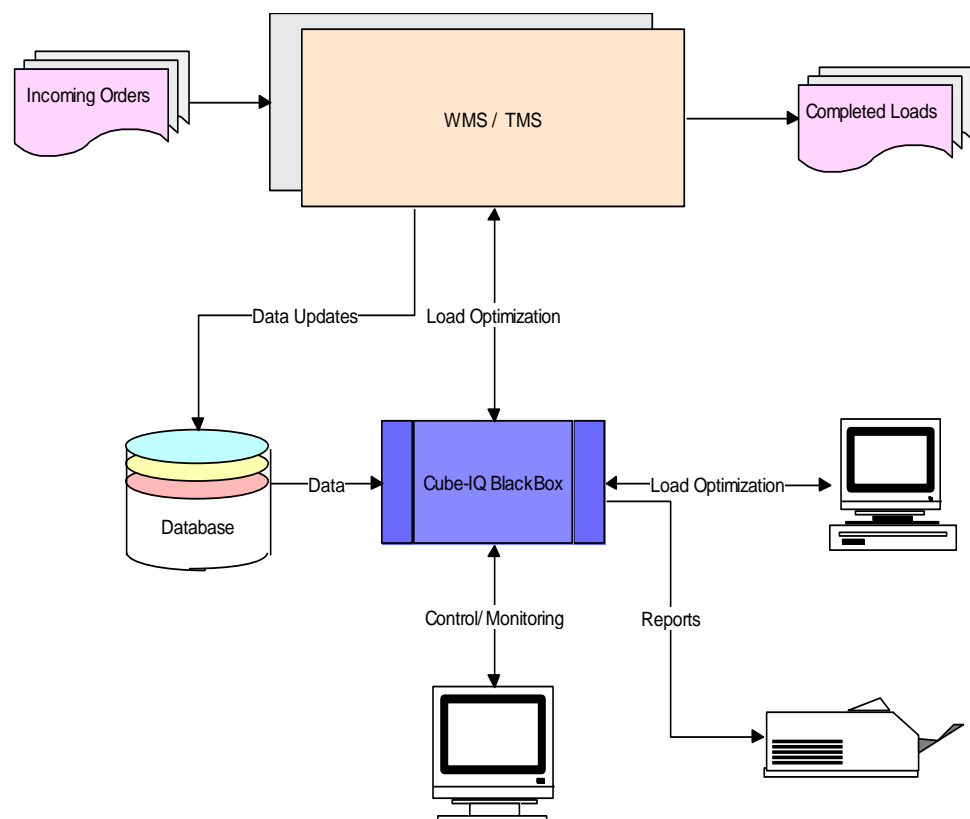 Incoming Orders
WMS / TMS
Completed Loads
Data Updates
Load Optimization
Database
Data
Cube-IQ BlackBox
Load Optimization
Control/ Monitoring
Reports